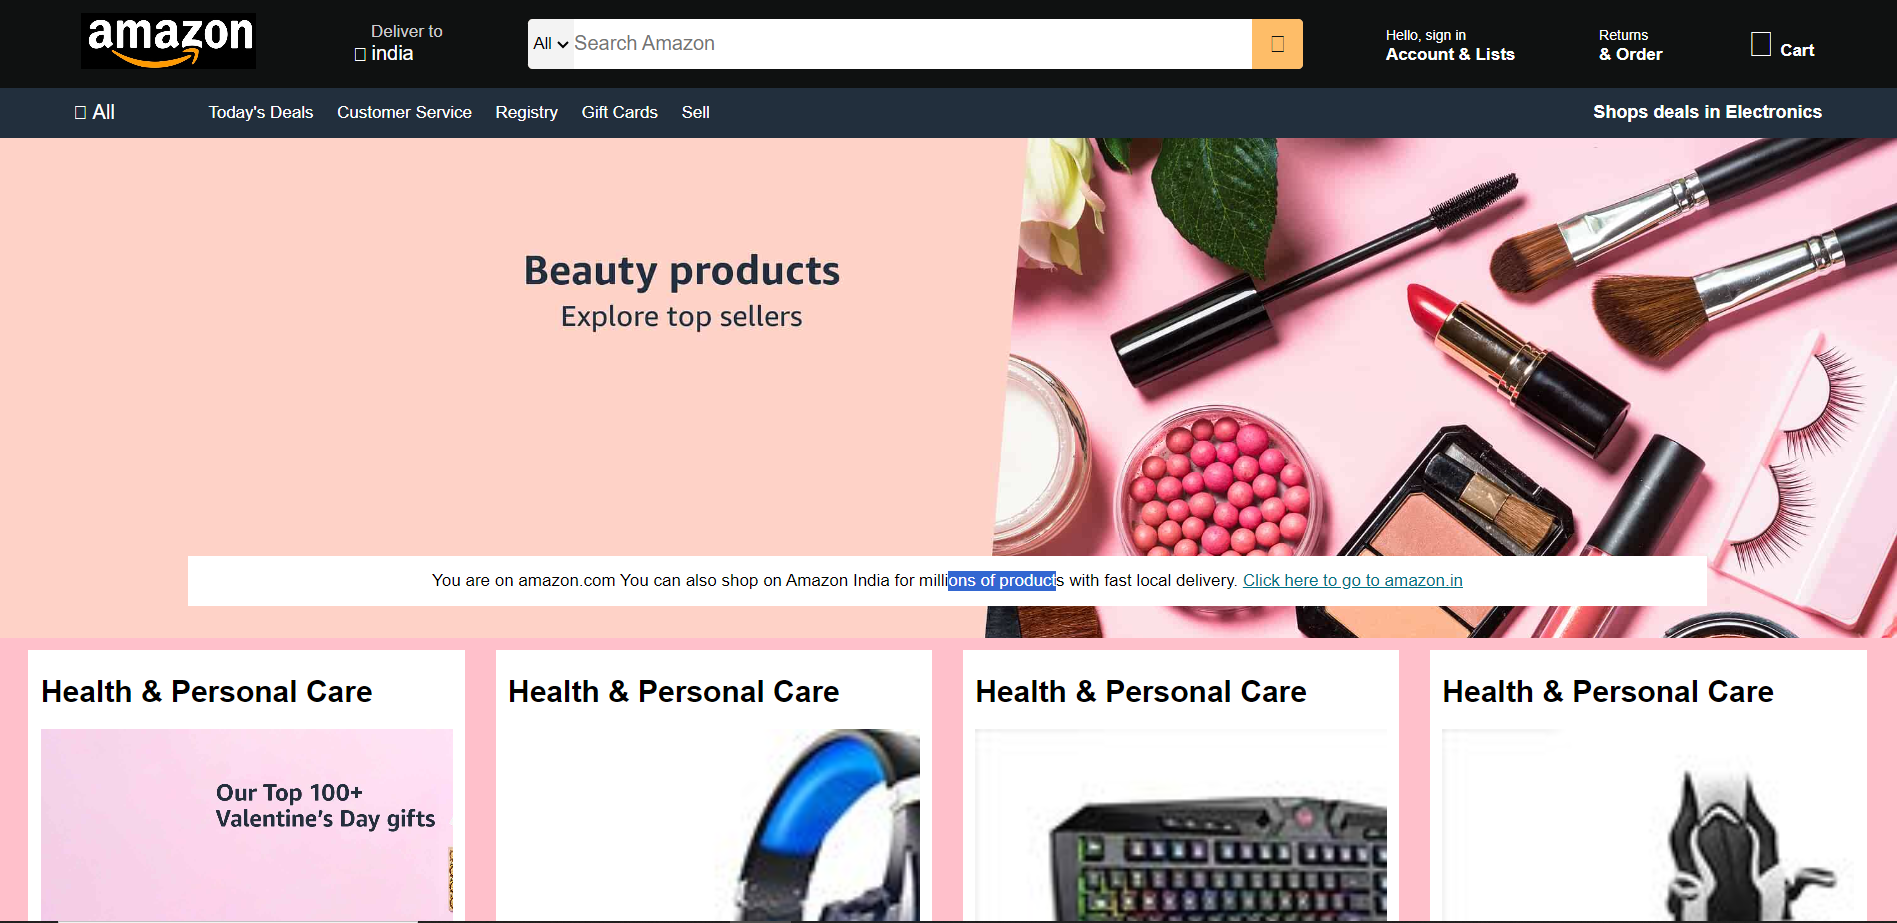 amazon
Deliver to
india
All
Search Amazon
Hello, sign in
Account & Lists
Returns
& Order
Cart
All
Today's Deals
Customer Service
Registry
Gift Cards
Sell
Shops deals in Electronics
Beauty products
Explore top sellers
You are on amazon.com You can also shop on Amazon India for millions of products with fast local delivery. Click here to go to amazon.in
Health & Personal Care
Health & Personal Care
Health & Personal Care
Health & Personal Care
Our Top 100+
Valentine’s Day gifts